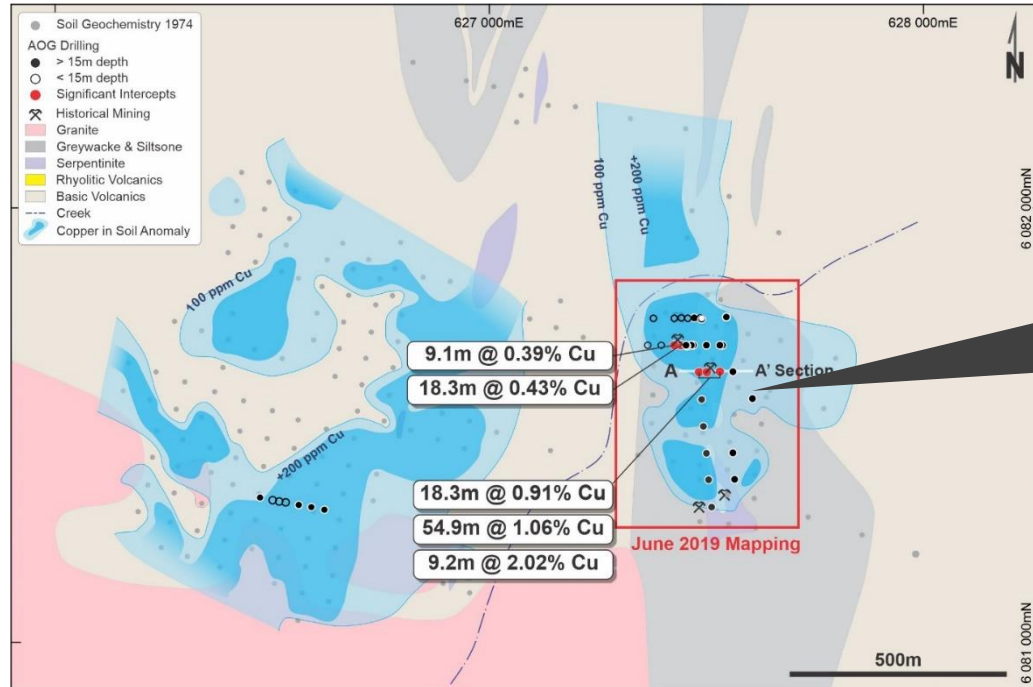 627 000mE
628 000mE
Soil Geochemistry 1974
AOG Drilling
> 15m depth
< 15m depth
Significant Intercepts
Historical Mining
Granite
Greywacke & Siltsone
Serpentinite
Rhyolitic Volcanics
Basic Volcanics
Creek
Copper in Soil Anomaly
N
6 082 000mN
100 ppm Cu
+200 ppm Cu
100 ppm Cu
9.1m @ 0.39% Cu
18.3m @ 0.43% Cu
A
A' Section
+200 ppm Cu
18.3m @ 0.91% Cu
54.9m @ 1.06% Cu
9.2m @ 2.02% Cu
June 2019 Mapping
500m
6 081 000mN